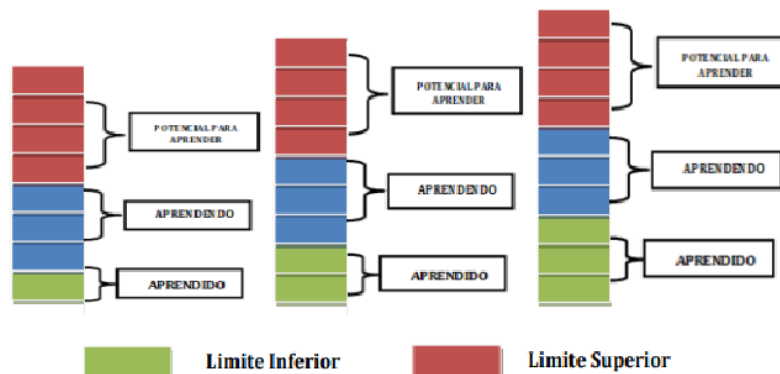 POTENCIAL PARA
APRENDER
APRENDENDO
APRENDIDO
POTENCIAL PARA
APRENDER
APRENDENDO
APRENDIDO
POTENCIAL PARA
APRENDER
APRENDENDO
APRENDIDO
Limite Inferior
Limite Superior